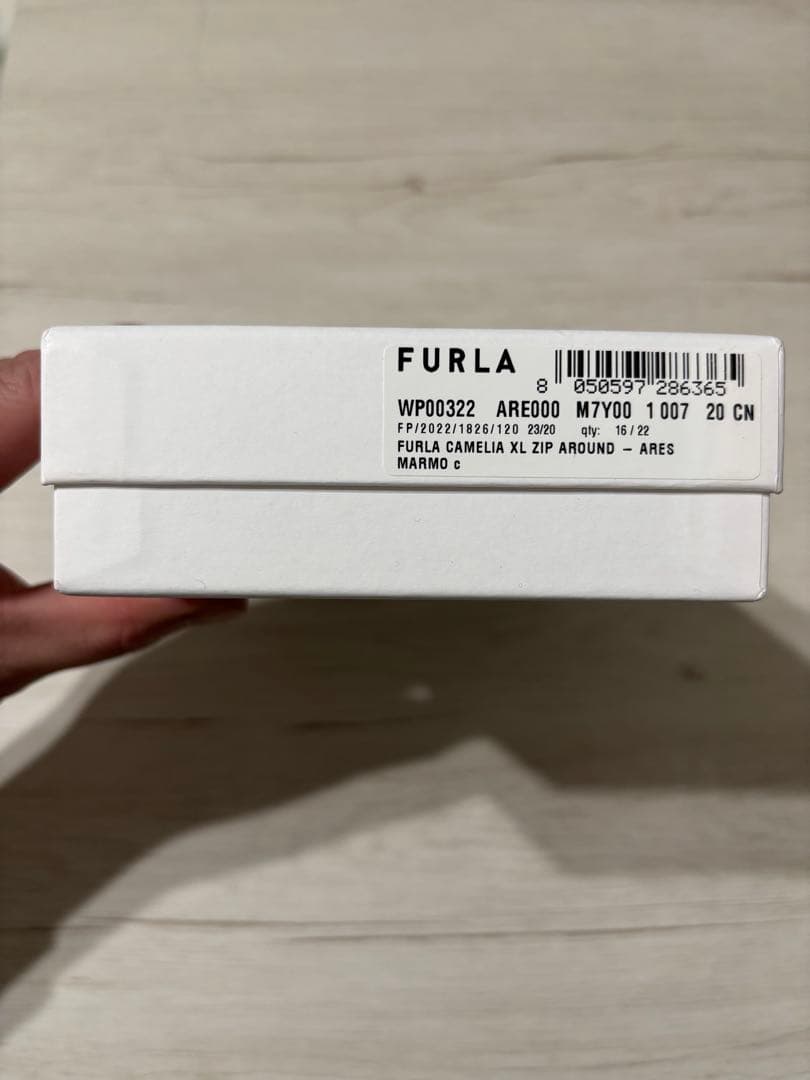 FURLA
8 050597 286365
WP00322 ARE000 M7Y00 1 007 20 CN
FP/2022/1826/120 23/20 qty: 16 / 22
FURLA CAMELIA XL ZIP AROUND – ARES
MARMO c